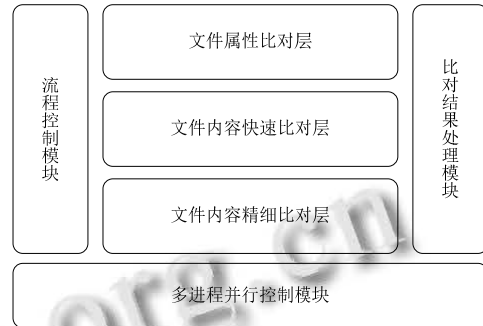 流程控制模块
文件属性比对层
文件内容快速比对层
文件内容精细比对层
比对结果处理模块
多进程并行控制模块
org.cn